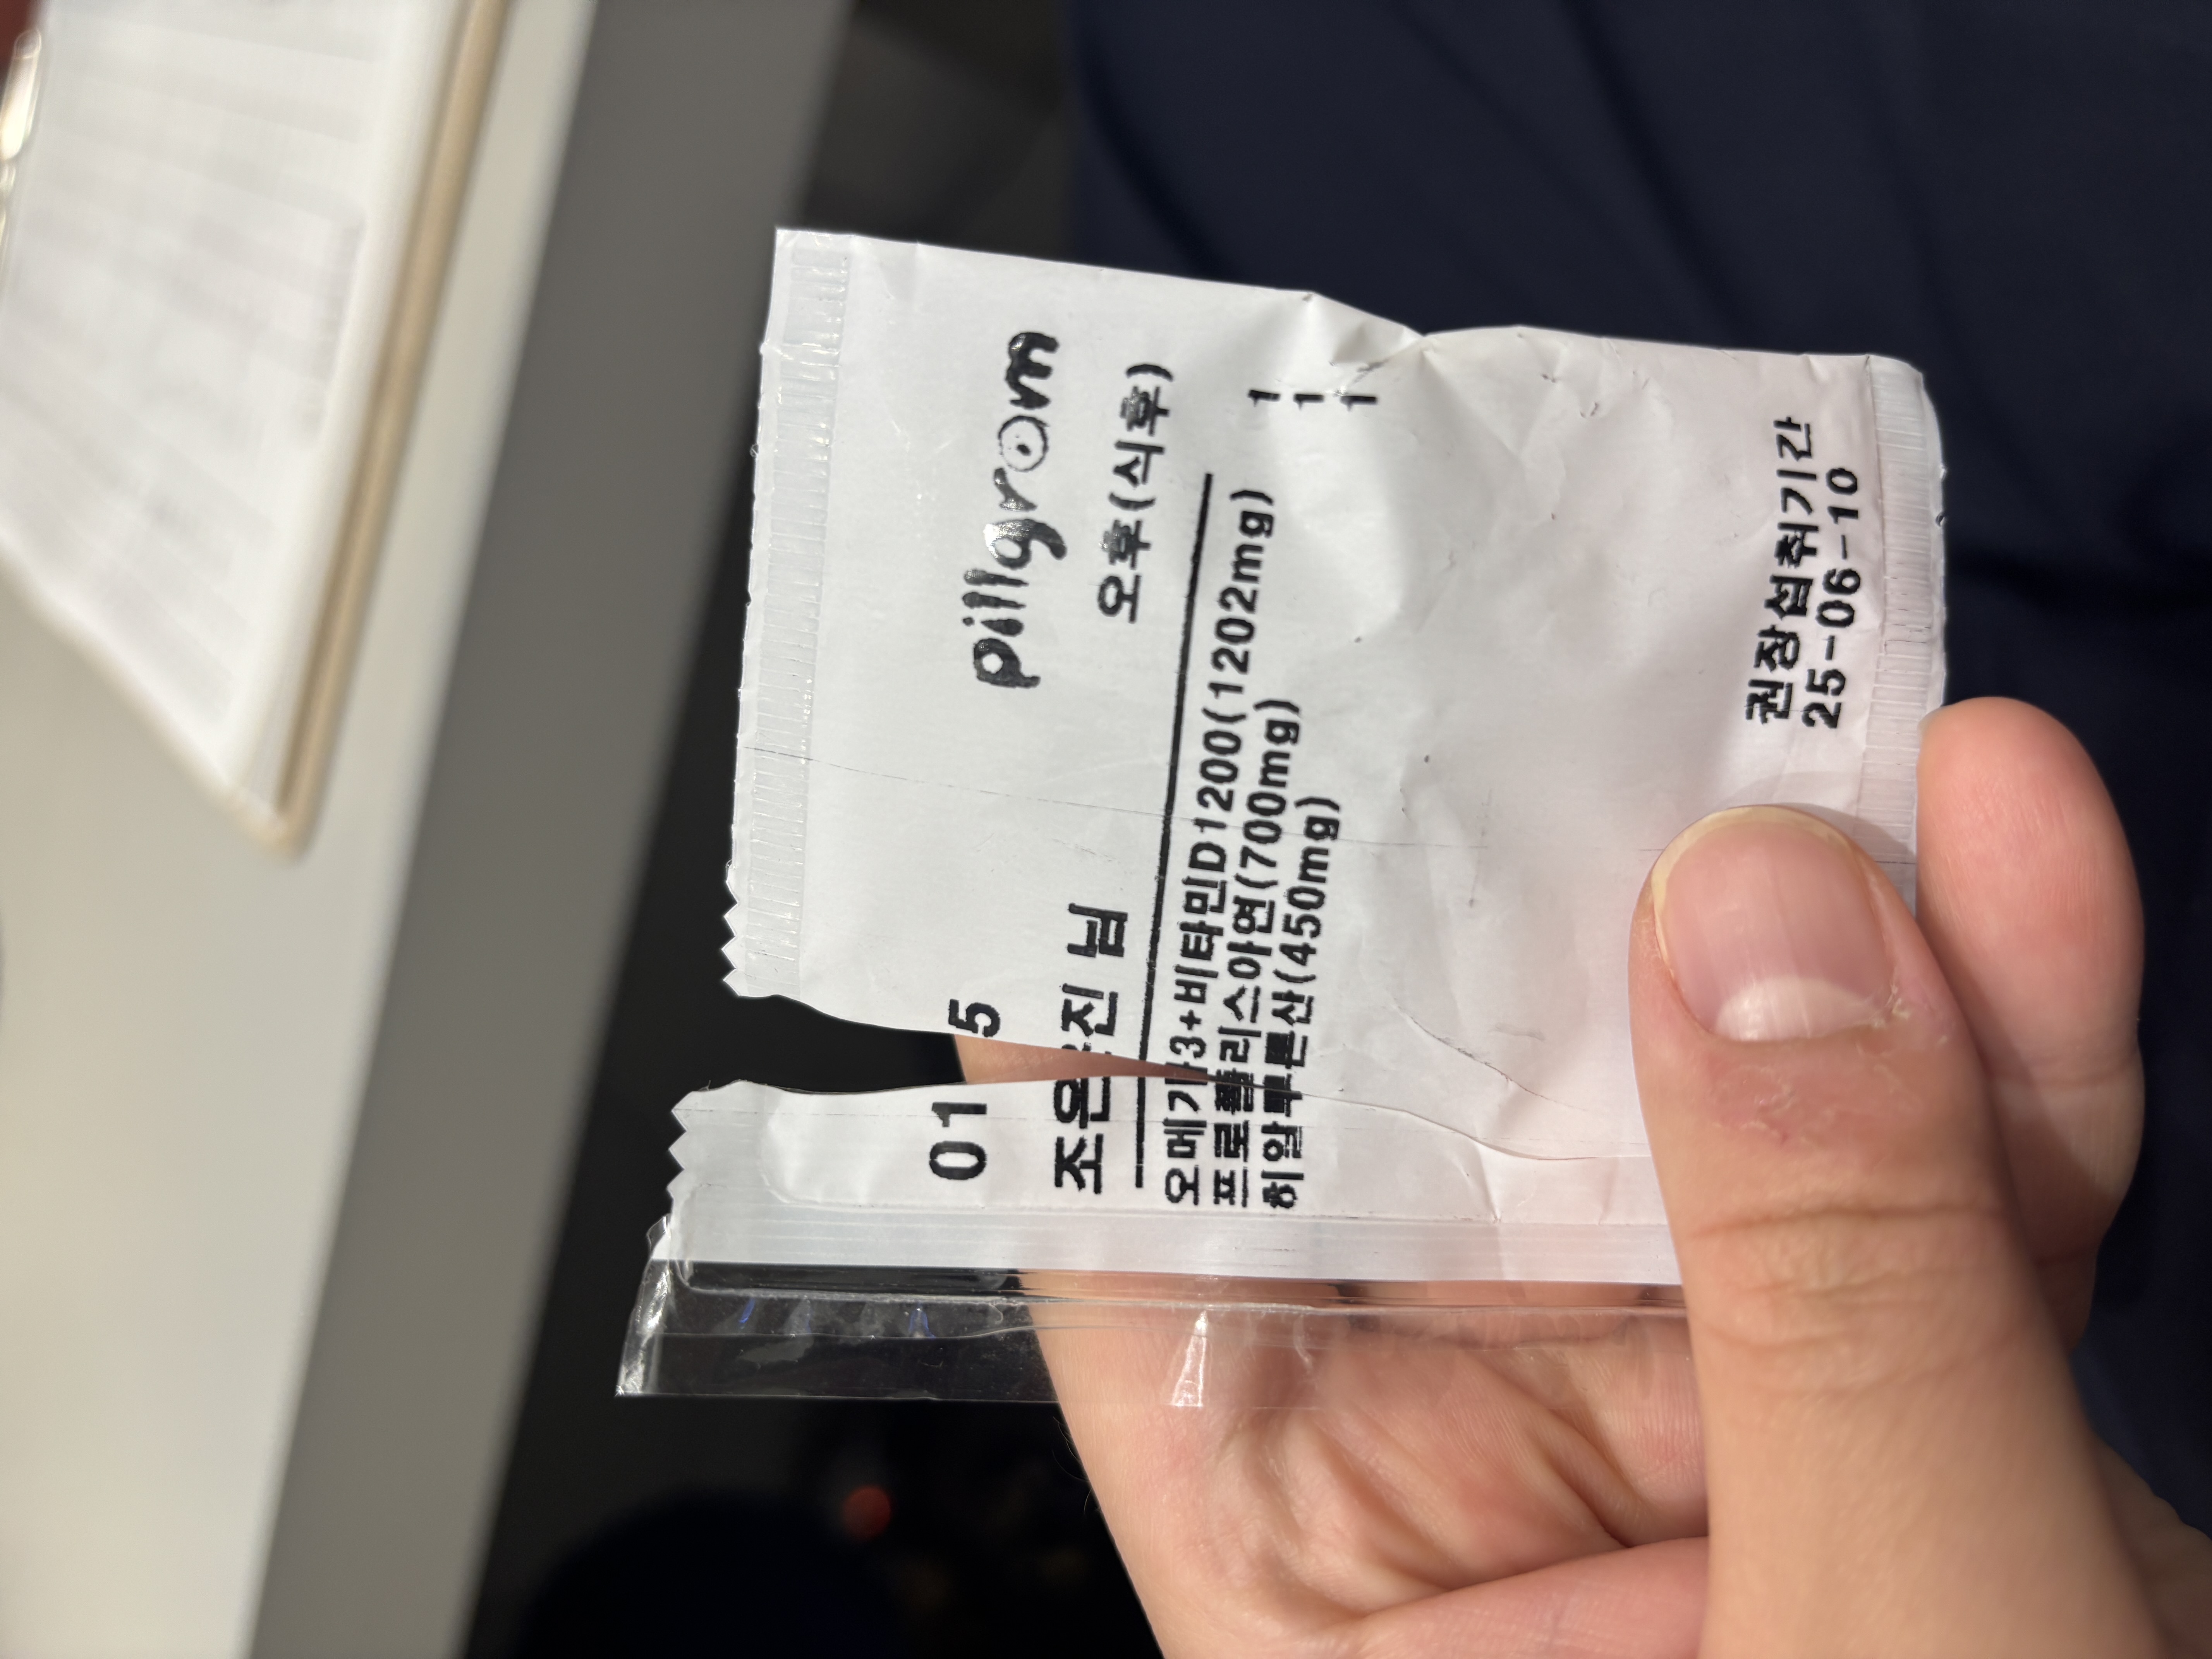 pillgrom
01 5
조은진 님 오후(식후)
오메가3+비타민D1200(1202mg) 1
프로폴리스아연(700mg) 1
히알루론산(450mg) 1
권장섭취기간
25-06-10